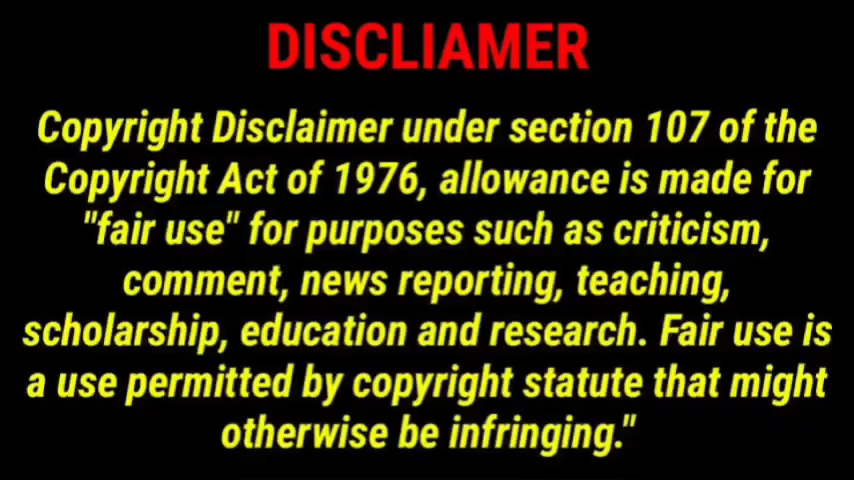 DISCLIAMER
Copyright Disclaimer under section 107 of the
Copyright Act of 1976, allowance is made for
"fair use" for purposes such as criticism,
comment, news reporting, teaching,
scholarship, education and research. Fair use is
a use permitted by copyright statute that might
otherwise be infringing."